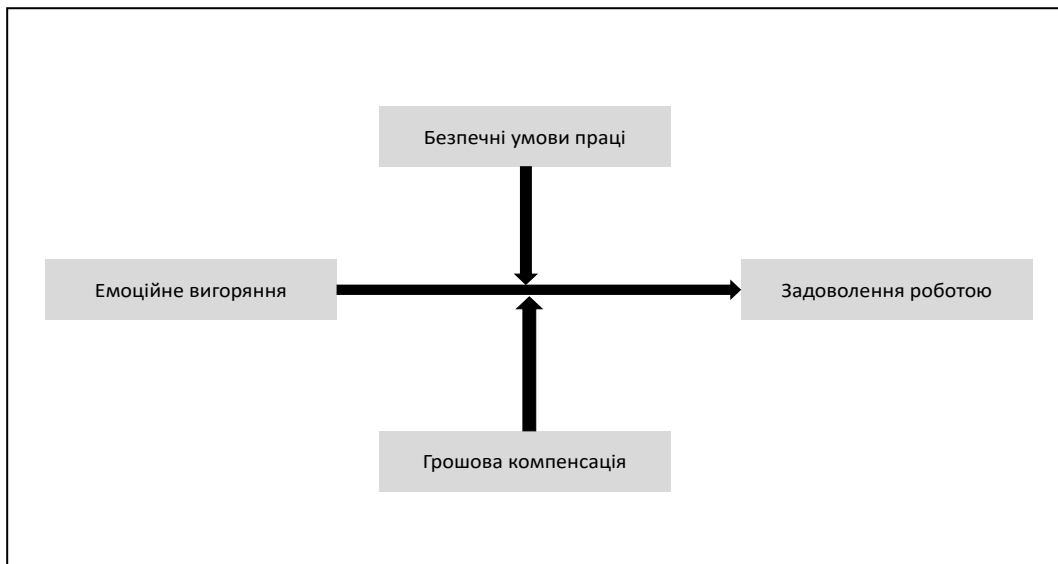 Безпечні умови праці
Емоційне вигоряння
Задоволення роботою
Грошова компенсація